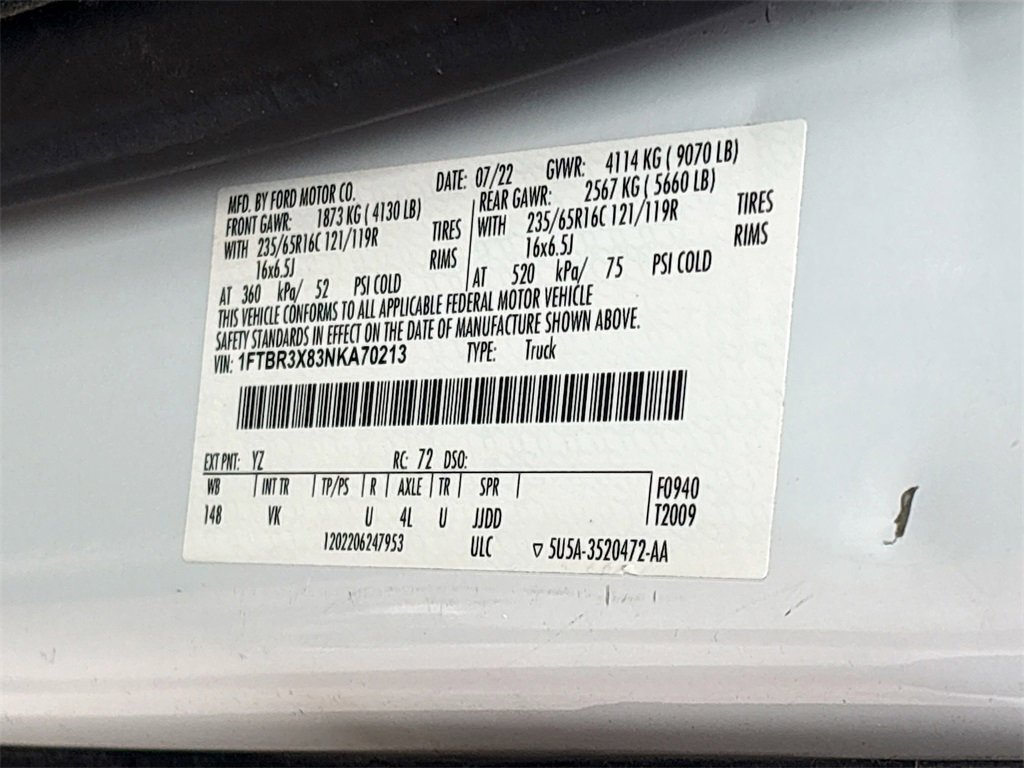 MFD. BY FORD MOTOR CO. DATE: 07/22 GVWR: 4114 KG ( 9070 LB)
FRONT GAWR: 1873 KG ( 4130 LB) REAR GAWR: 2567 KG ( 5660 LB)
WITH 235/65R16C 121/119R TIRES WITH 235/65R16C 121/119R TIRES
16x6.5J RIMS 16x6.5J RIMS
AT 360 kPa/ 52 PSI COLD AT 520 kPa/ 75 PSI COLD
THIS VEHICLE CONFORMS TO ALL APPLICABLE FEDERAL MOTOR VEHICLE
SAFETY STANDARDS IN EFFECT ON THE DATE OF MANUFACTURE SHOWN ABOVE.
VIN: 1FTBR3X83NKA70213 TYPE: Truck
EXT PNT: YZ RC: 72 DSO:
WB INT TR TP/PS R AXLE TR SPR F0940
148 VK U 4L U JJDD T2009
1202206247953 ULC ▽ 5U5A-3520472-AA